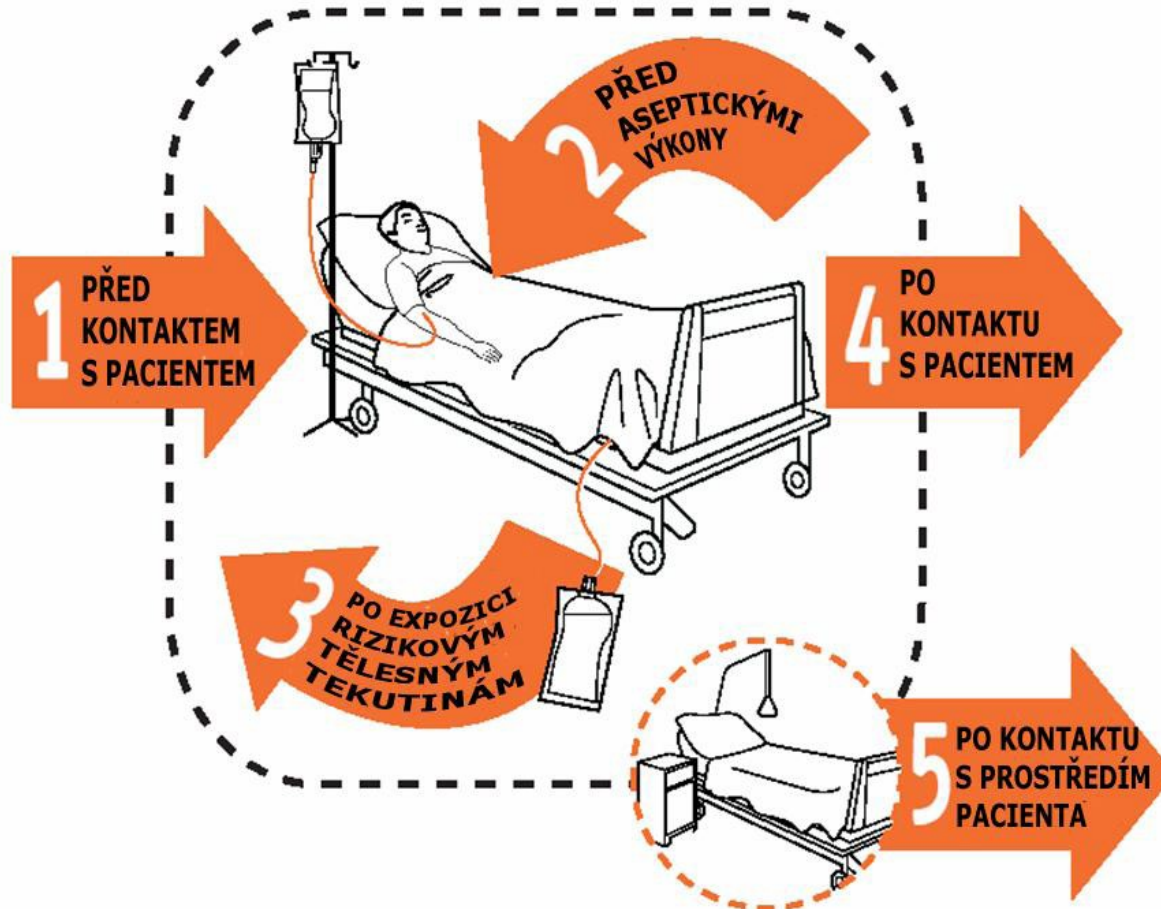 1
PŘED
KONTAKTEM
S PACIENTEM
2
PŘED
ASEPTICKÝMI
VÝKONY
3
PO EXPOZICI
RIZIKOVÝM
TĚLESNÝM
TEKUTINÁM
4
PO
KONTAKTU
S PACIENTEM
5
PO KONTAKTU
S PROSTŘEDÍM
PACIENTA